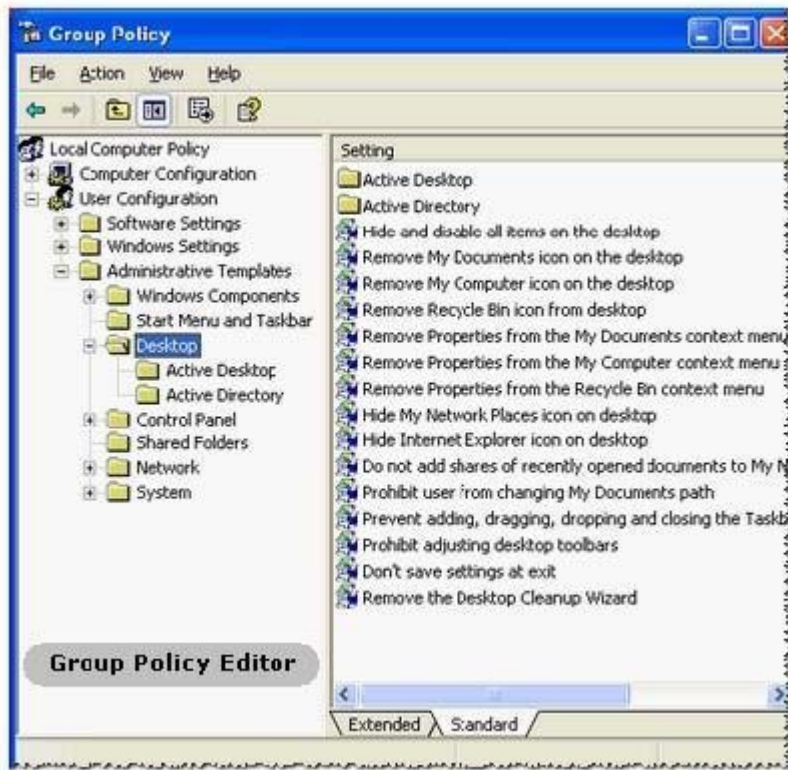 Group Policy
File Action View Help
Local Computer Policy
Computer Configuration
User Configuration
Software Settings
Windows Settings
Administrative Templates
Windows Components
Start Menu and Taskbar
Desktop
Active Desktop
Active Directory
Control Panel
Shared Folders
Network
System
Group Policy Editor
Setting
Active Desktop
Active Directory
Hide and disable all items on the desktop
Remove My Documents icon on the desktop
Remove My Computer icon on the desktop
Remove Recycle Bin icon from desktop
Remove Properties from the My Documents context menu
Remove Properties from the My Computer context menu
Remove Properties from the Recycle Bin context menu
Hide My Network Places icon on desktop
Hide Internet Explorer icon on desktop
Do not add shares of recently opened documents to My N
Prohibit user from changing My Documents path
Prevent adding, dragging, dropping and closing the Taskb
Prohibit adjusting desktop toolbars
Don't save settings at exit
Remove the Desktop Cleanup Wizard
Extended Standard